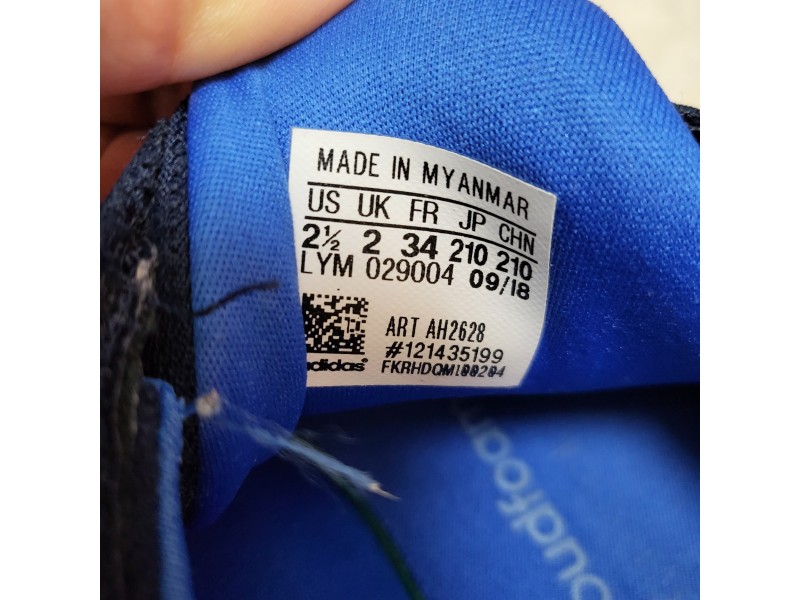 MADE IN MYANMAR
US UK FR JP CHN
2½ 2 34 210 210
LYM 029004 09/18
ART AH2628
#121435199
adidas®
oudfoam